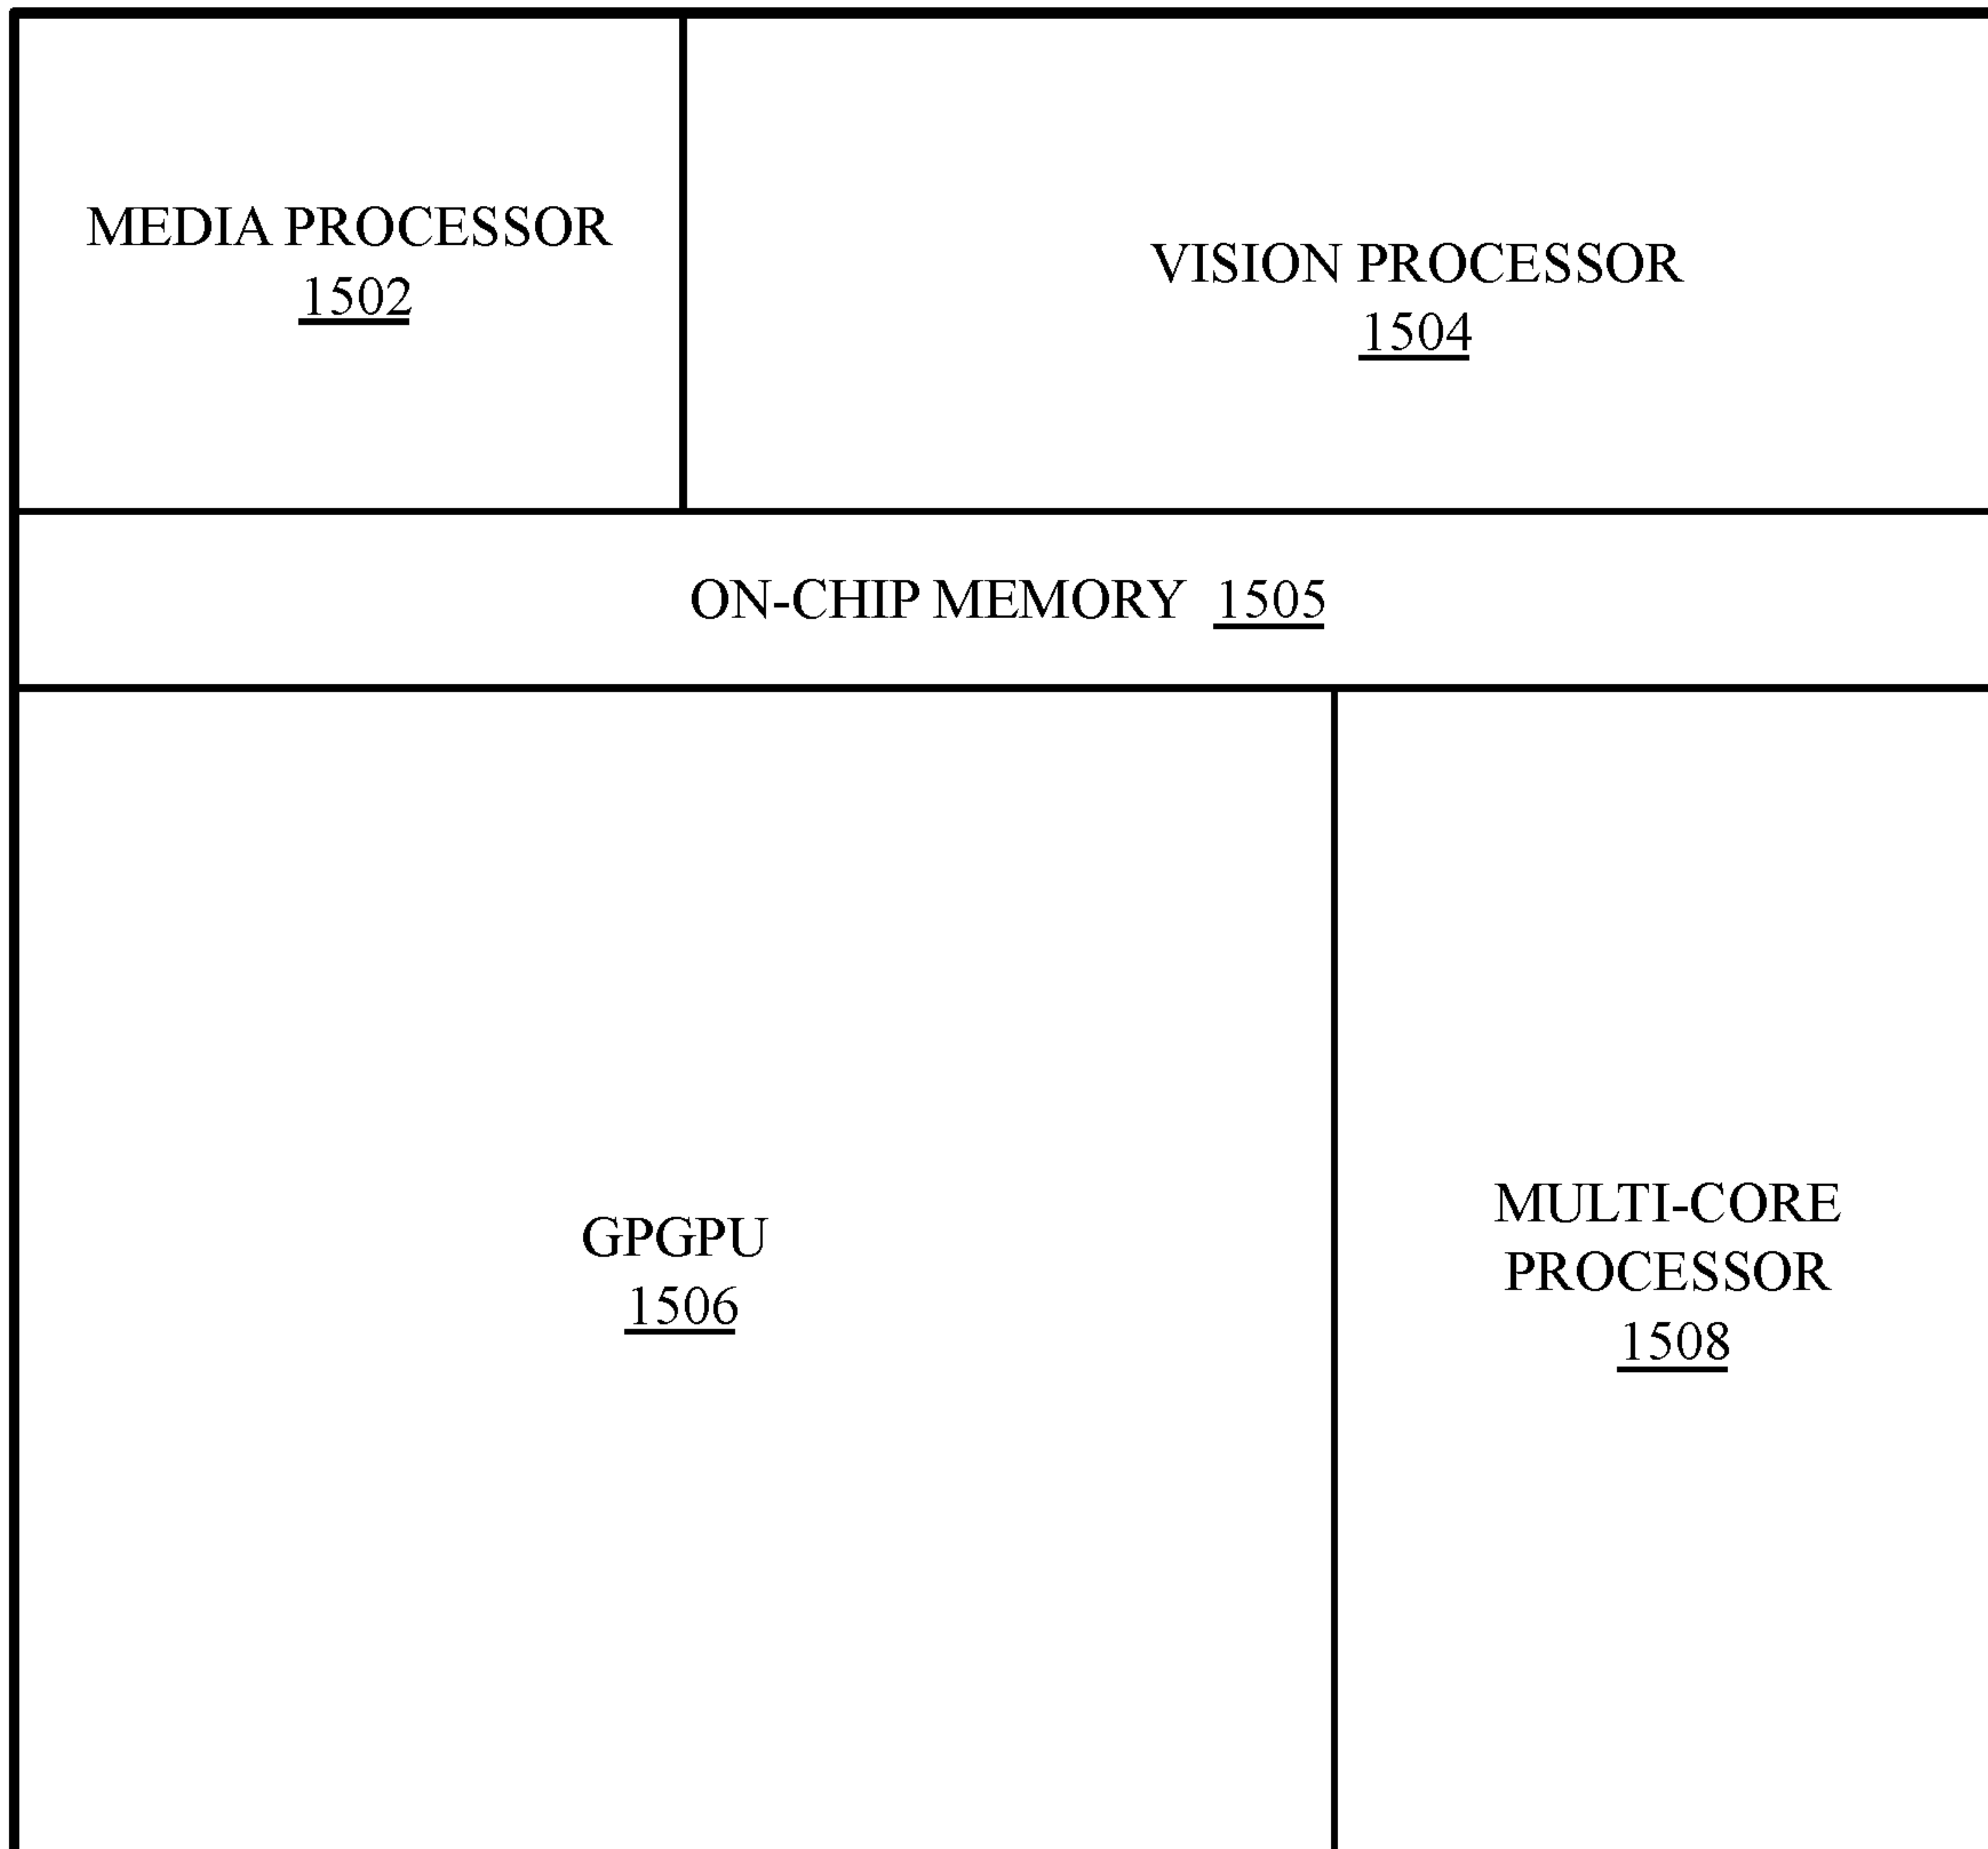 MEDIA PROCESSOR
1502
VISION PROCESSOR
1504
ON-CHIP MEMORY 1505
GPGPU
1506
MULTI-CORE
PROCESSOR
1508